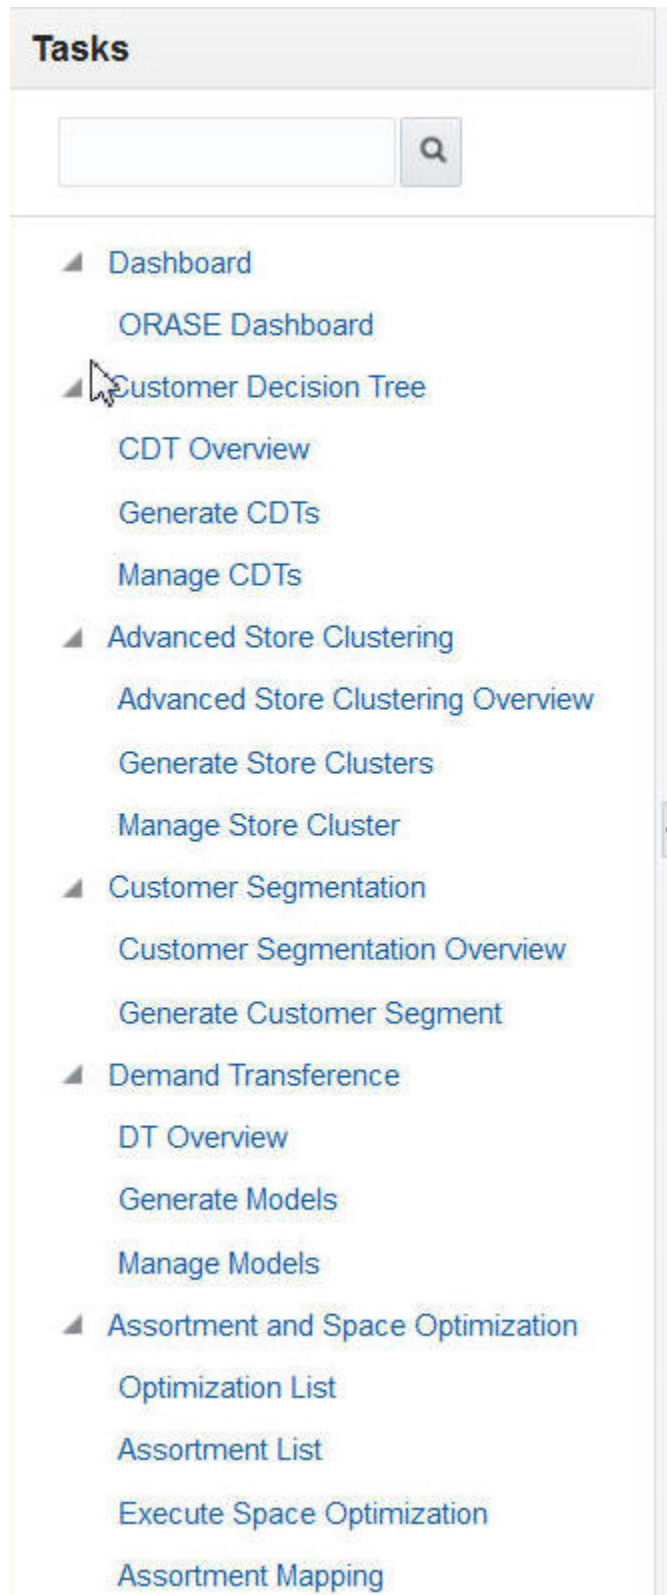 Tasks
Dashboard
ORASE Dashboard
Customer Decision Tree
CDT Overview
Generate CDTs
Manage CDTs
Advanced Store Clustering
Advanced Store Clustering Overview
Generate Store Clusters
Manage Store Cluster
Customer Segmentation
Customer Segmentation Overview
Generate Customer Segment
Demand Transference
DT Overview
Generate Models
Manage Models
Assortment and Space Optimization
Optimization List
Assortment List
Execute Space Optimization
Assortment Mapping